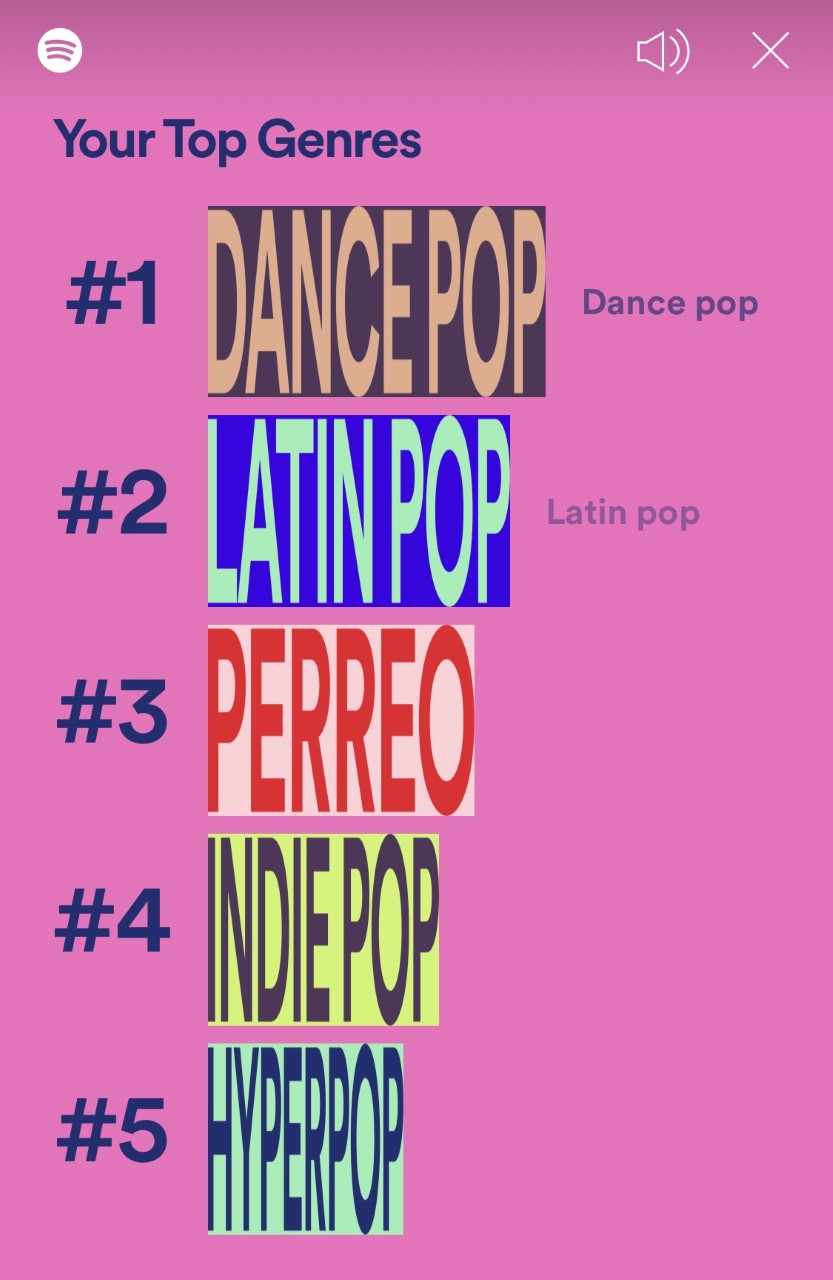 Your Top Genres
#1 DANCE POP Dance pop
#2 LATIN POP Latin pop
#3 PERREO
#4 INDIE POP
#5 HYPERPOP